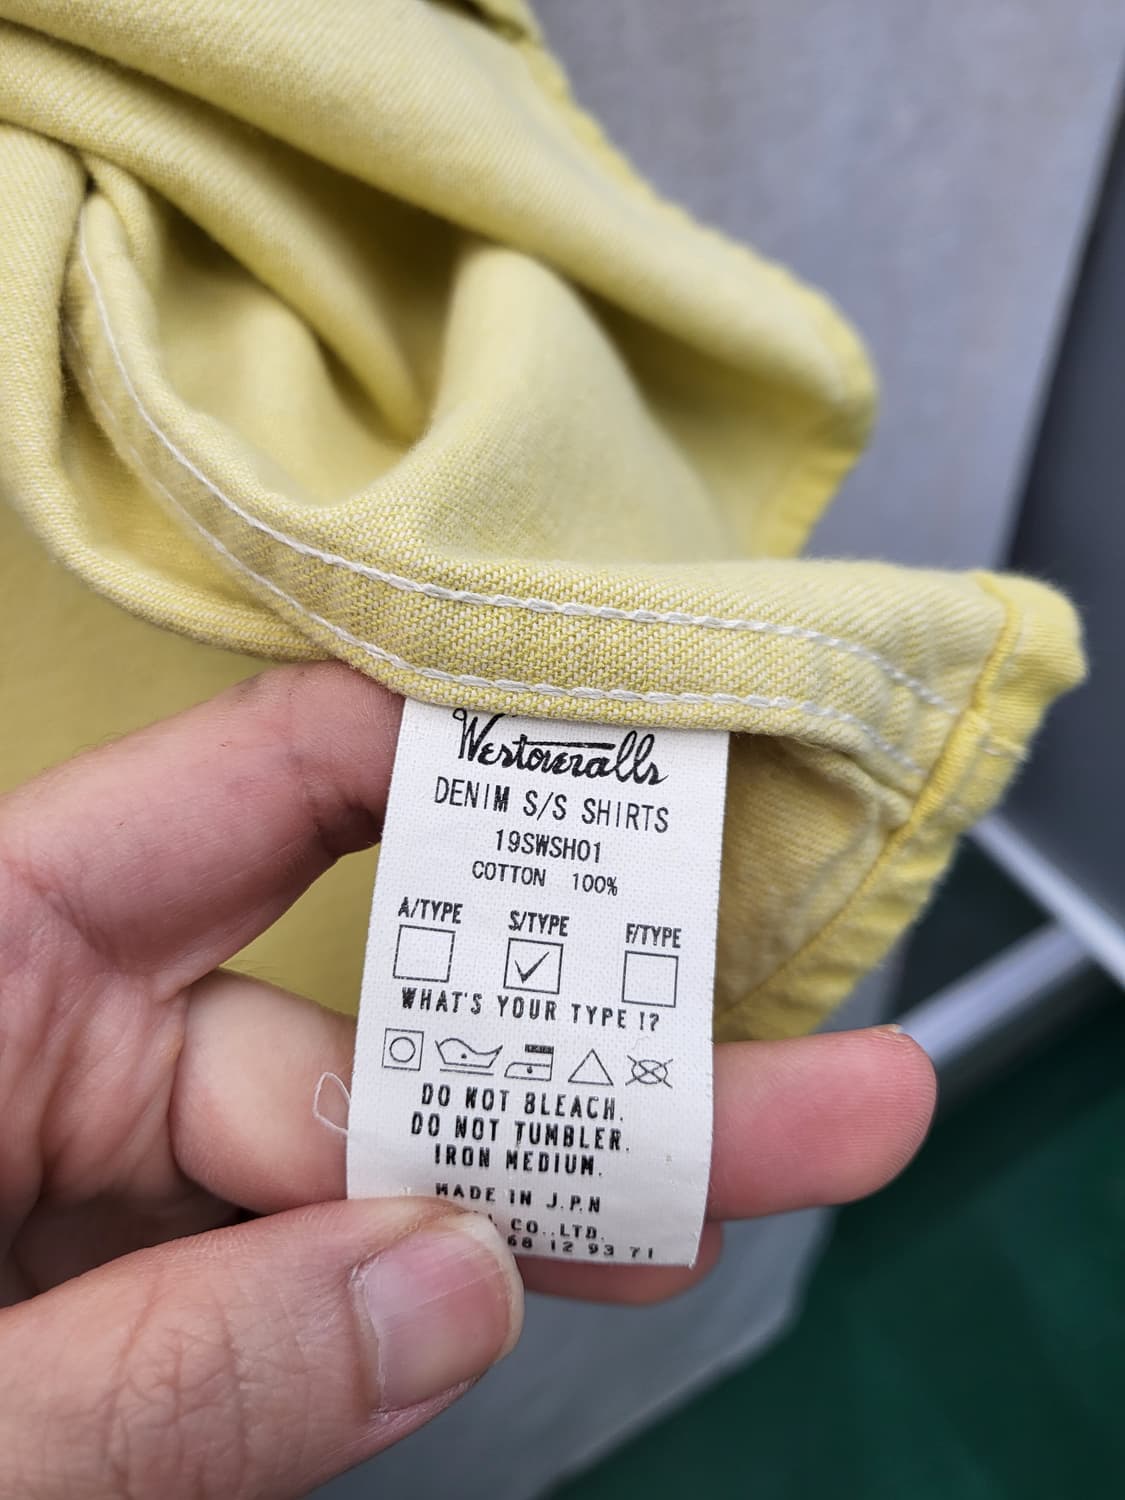 Westoveralls
DENIM S/S SHIRTS
19SWSH01
COTTON 100%
A/TYPE S/TYPE F/TYPE
WHAT'S YOUR TYPE !?
DO NOT BLEACH.
DO NOT TUMBLER.
IRON MEDIUM.
MADE IN J.P.N
CO.,LTD.
68 12 93 71